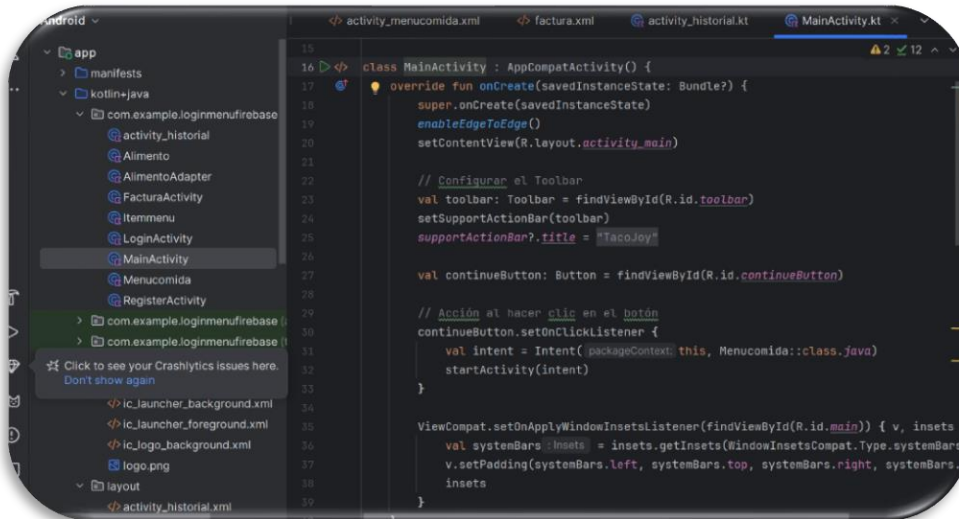 Android
activity_menucomida.xml
factura.xml
activity_historial.kt
MainActivity.kt
app
manifests
kotlin+java
com.example.loginmenufirebase
activity_historial
Alimento
AlimentoAdapter
FacturaActivity
Itemmenu
LoginActivity
MainActivity
Menucomida
RegisterActivity
com.example.loginmenufirebase
com.example.loginmenufirebase
Click to see your Crashlytics issues here.
Don't show again
ic_launcher_background.xml
ic_launcher_foreground.xml
ic_logo_background.xml
logo.png
layout
activity_historial.xml
2 12
15
16 class MainActivity : AppCompatActivity() {
17 override fun onCreate(savedInstanceState: Bundle?) {
18 super.onCreate(savedInstanceState)
19 enableEdgeToEdge()
20 setContentView(R.layout.activity_main)
21
22 // Configurar el Toolbar
23 val toolbar: Toolbar = findViewById(R.id.toolbar)
24 setSupportActionBar(toolbar)
25 supportActionBar?.title = "TacoJoy"
26
27 val continueButton: Button = findViewById(R.id.continueButton)
28
29 // Acción al hacer clic en el botón
30 continueButton.setOnClickListener {
31 val intent = Intent( packageContext: this, Menucomida::class.java)
32 startActivity(intent)
33 }
34
35 ViewCompat.setOnApplyWindowInsetsListener(findViewById(R.id.main)) { v, insets
36 val systemBars : Insets = insets.getInsets(WindowInsetsCompat.Type.systemBars
37 v.setPadding(systemBars.left, systemBars.top, systemBars.right, systemBars.
38 insets
39 }